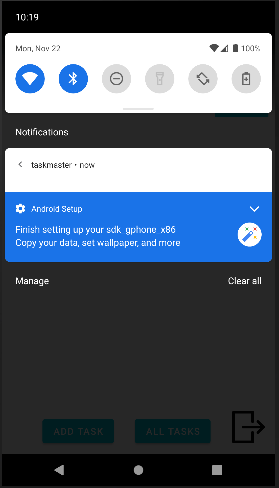 10:19
Mon, Nov 22
100%
Notifications
taskmaster • now
Android Setup
Finish setting up your sdk_gphone_x86
Copy your data, set wallpaper, and more
Manage
Clear all
ADD TASK
ALL TASKS